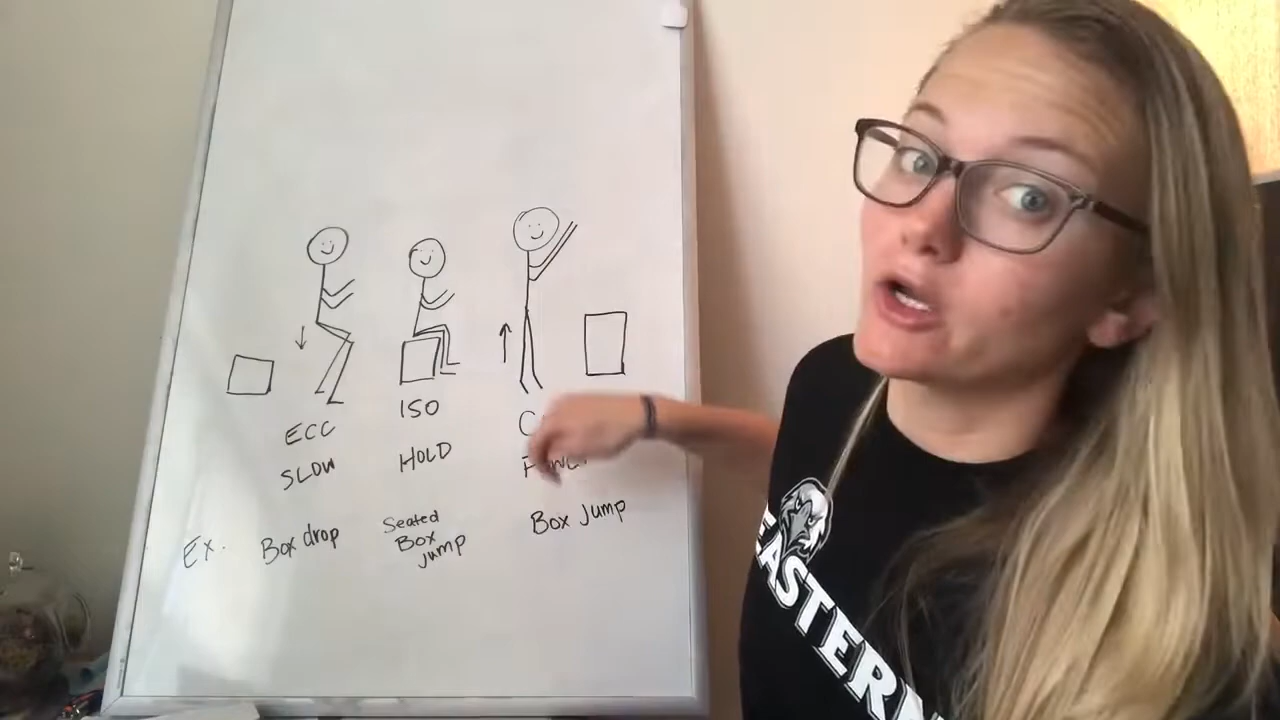 ECC
ISO
SLOW
HOLD
Ex.
Box drop
Seated
Box
jump
Box Jump
EASTERN